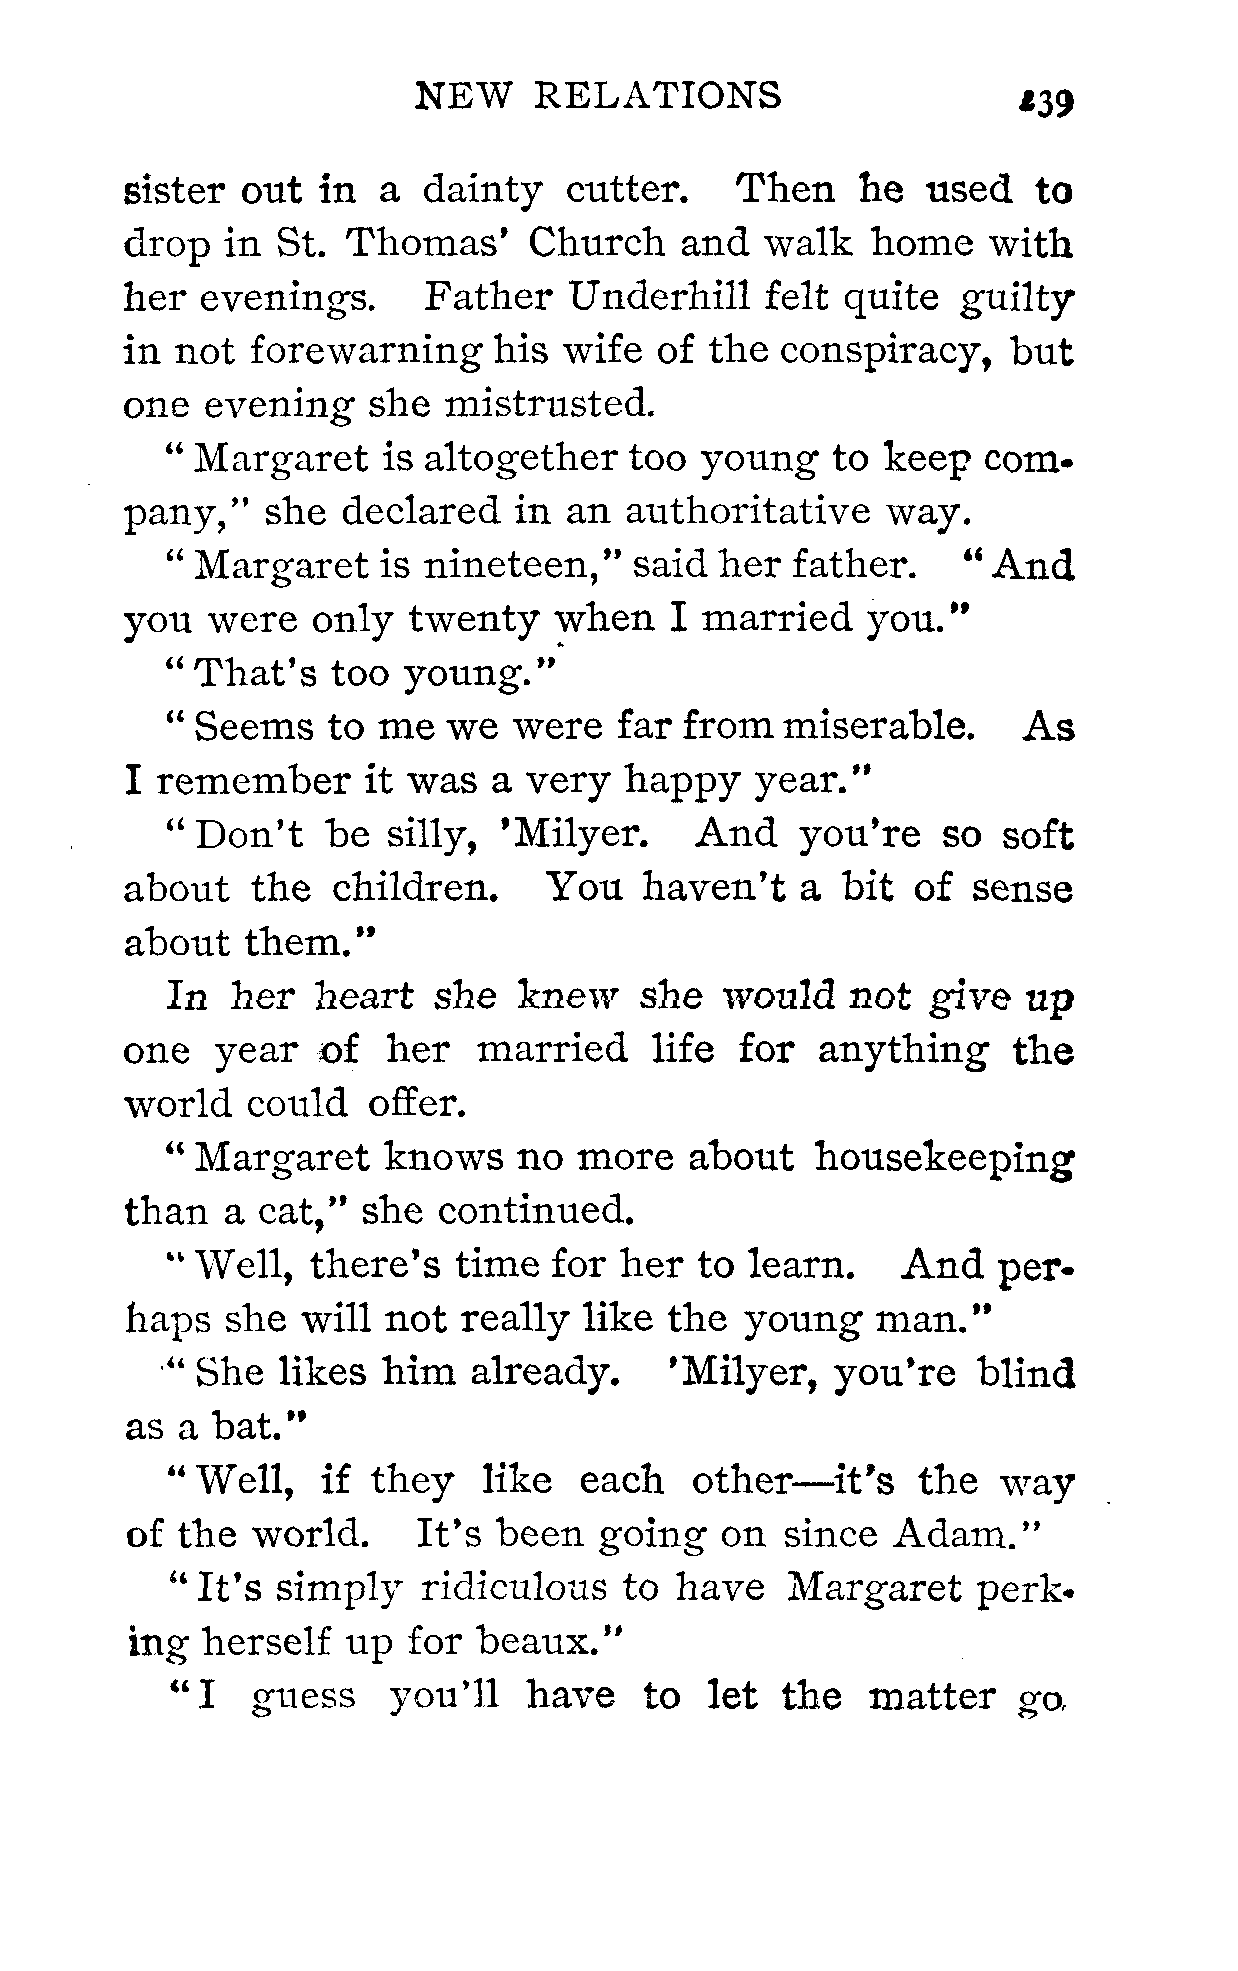 NEW RELATIONS 239
sister out in a dainty cutter. Then he used to
drop in St. Thomas' Church and walk home with
her evenings. Father Underhill felt quite guilty
in not forewarning his wife of the conspiracy, but
one evening she mistrusted.
"Margaret is altogether too young to keep com-
pany," she declared in an authoritative way.
"Margaret is nineteen," said her father. "And
you were only twenty when I married you."
"That's too young."
"Seems to me we were far from miserable. As
I remember it was a very happy year."
"Don't be silly, 'Milyer. And you're so soft
about the children. You haven't a bit of sense
about them."
In her heart she knew she would not give up
one year of her married life for anything the
world could offer.
"Margaret knows no more about housekeeping
than a cat," she continued.
"Well, there's time for her to learn. And per-
haps she will not really like the young man."
"She likes him already. 'Milyer, you're blind
as a bat."
"Well, if they like each other—it's the way
of the world. It's been going on since Adam."
"It's simply ridiculous to have Margaret perk-
ing herself up for beaux."
"I guess you'll have to let the matter go,